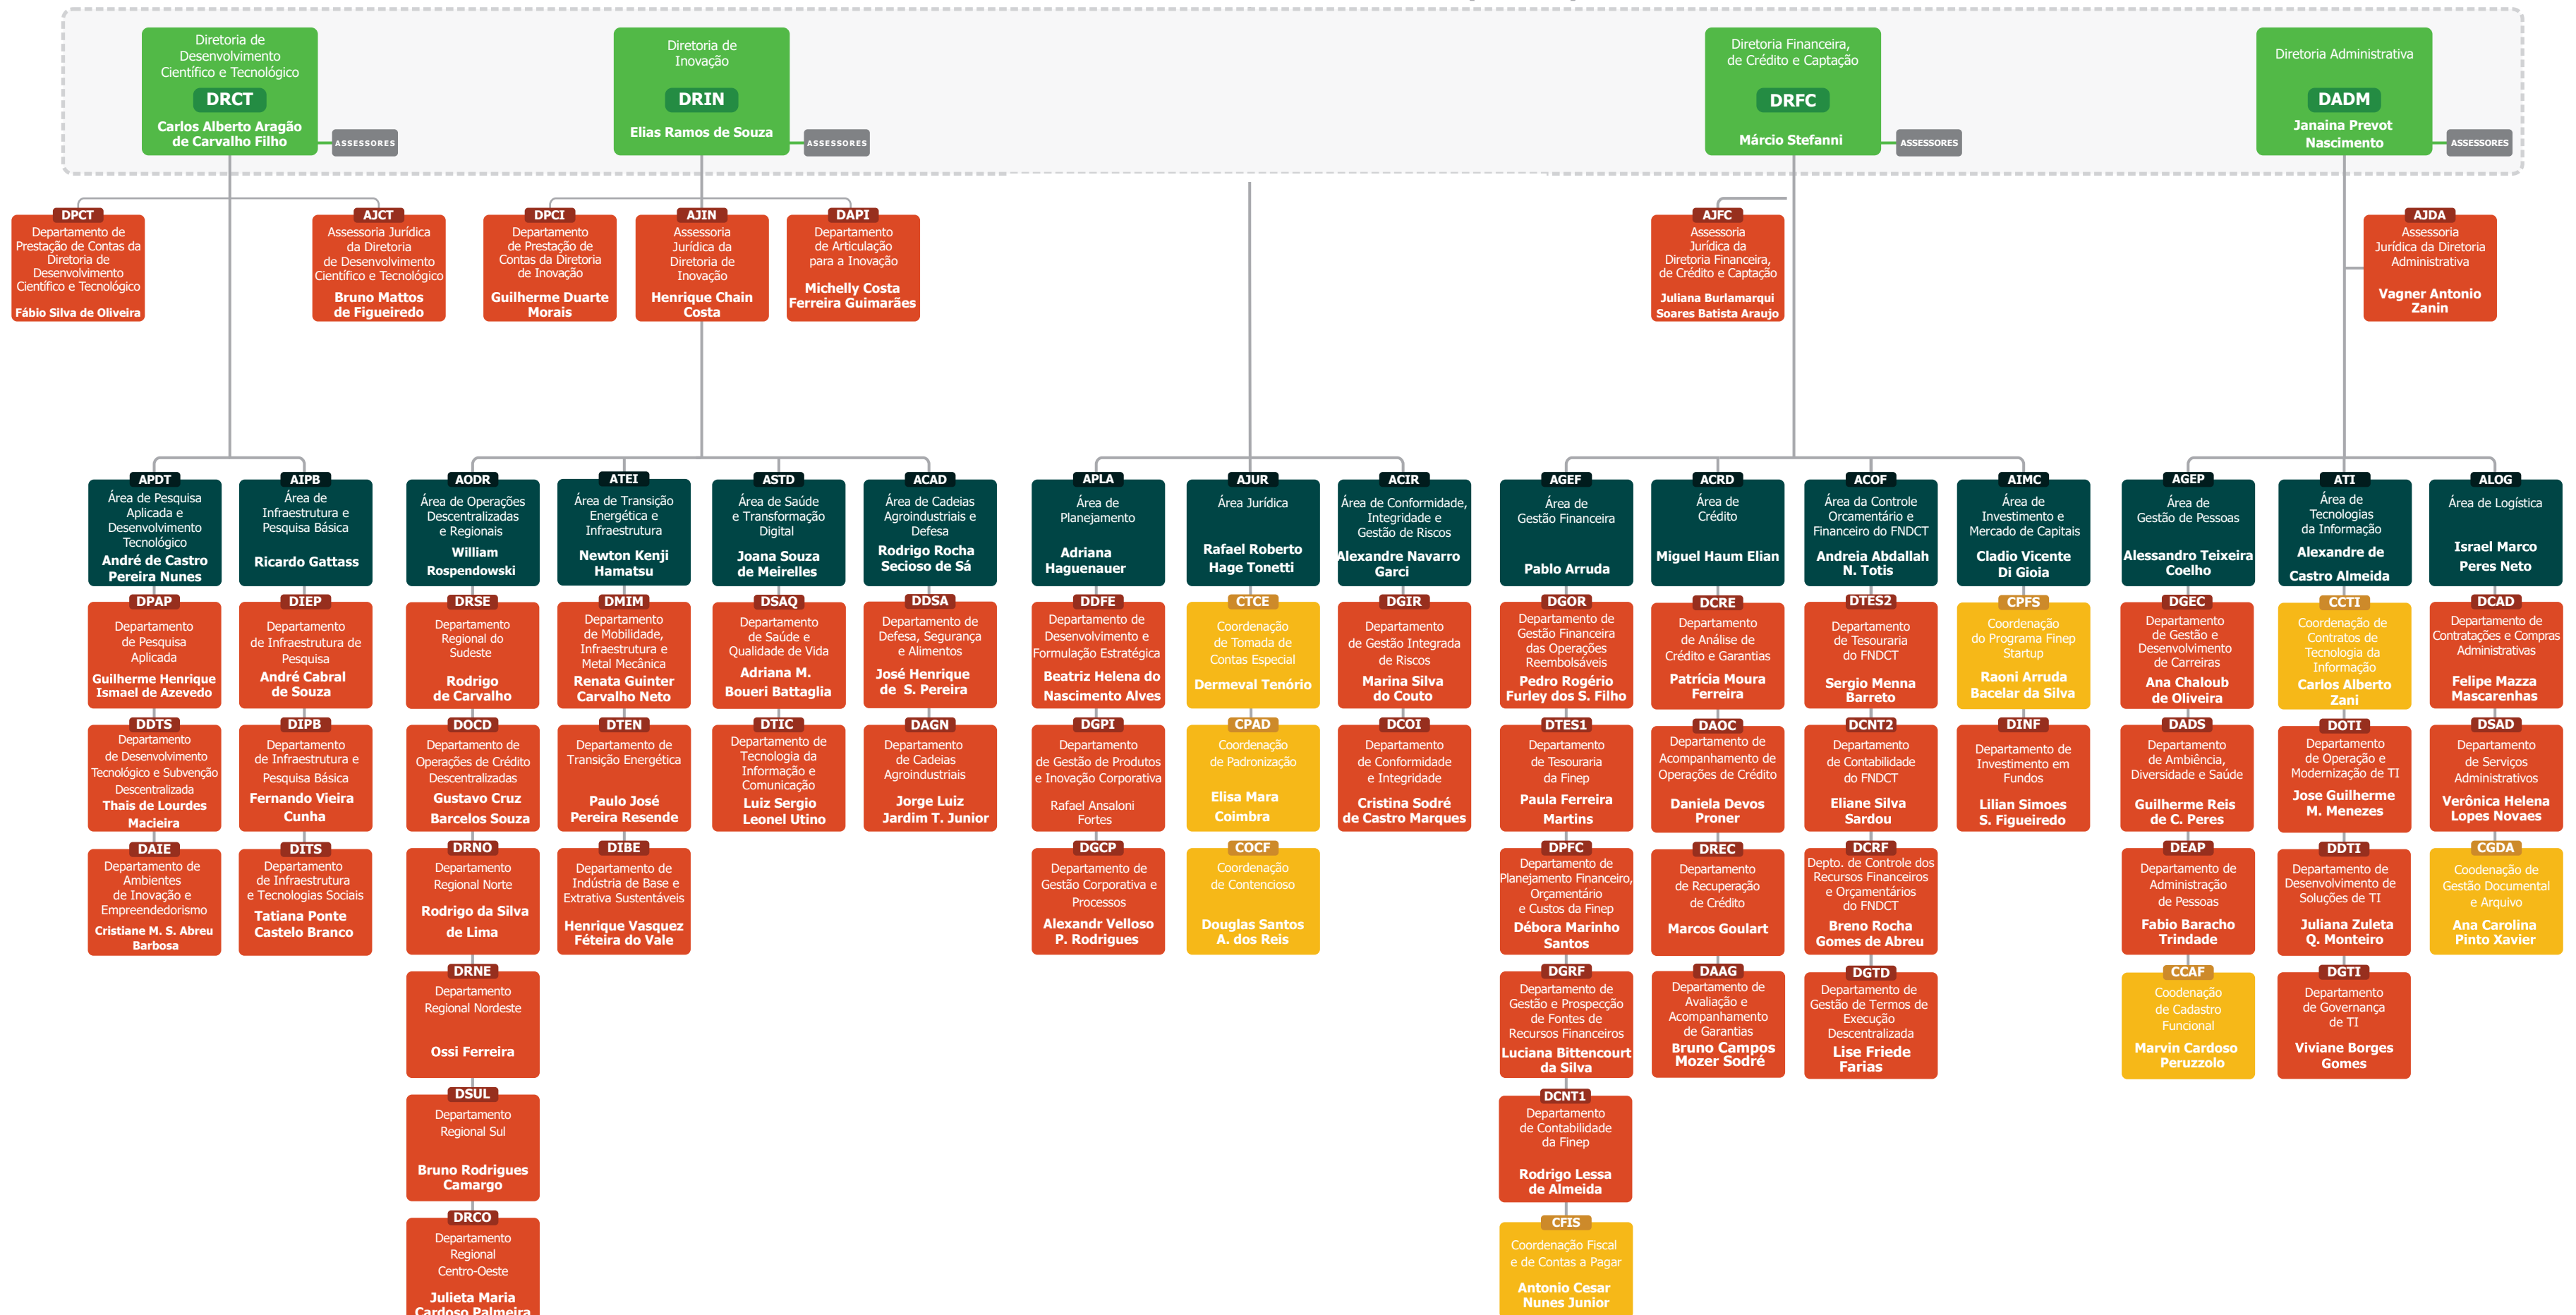 Diretoria de
Desenvolvimento
Científico e Tecnológico
DRCT
Carlos Alberto Aragão
de Carvalho Filho
ASSESSORES
Diretoria de
Inovação
DRIN
Elias Ramos de Souza
ASSESSORES
Diretoria Financeira,
de Crédito e Captação
DRFC
Márcio Stefanni
ASSESSORES
Diretoria Administrativa
DADM
Janaina Prevot
Nascimento
ASSESSORES
DPCT
Departamento de
Prestação de Contas da
Diretoria de
Desenvolvimento
Científico e Tecnológico
Fábio Silva de Oliveira
AJCT
Assessoria Jurídica
da Diretoria
de Desenvolvimento
Científico e Tecnológico
Bruno Mattos
de Figueiredo
DPCI
Departamento
de Prestação de
Contas da Diretoria
de Inovação
Guilherme Duarte
Morais
AJIN
Assessoria
Jurídica da
Diretoria de
Inovação
Henrique Chain
Costa
DAPI
Departamento
de Articulação
para a Inovação
Michelly Costa
Ferreira Guimarães
AJFC
Assessoria
Jurídica da
Diretoria Financeira,
de Crédito e Captação
Juliana Burlamarqui
Soares Batista Araujo
AJDA
Assessoria
Jurídica da Diretoria
Administrativa
Vagner Antonio
Zanin
APDT
Área de Pesquisa
Aplicada e
Desenvolvimento
Tecnológico
André de Castro
Pereira Nunes
DPAP
Departamento
de Pesquisa
Aplicada
Guilherme Henrique
Ismael de Azevedo
DDTS
Departamento
de Desenvolvimento
Tecnológico e Subvenção
Descentralizada
Thais de Lourdes
Macieira
DAIE
Departamento de
Ambientes
de Inovação e
Empreendedorismo
Cristiane M. S. Abreu
Barbosa
AIPB
Área de
Infraestrutura e
Pesquisa Básica
Ricardo Gattass
DIEP
Departamento
de Infraestrutura de
Pesquisa
André Cabral
de Souza
DIPB
Departamento
de Infraestrutura e
Pesquisa Básica
Fernando Vieira
Cunha
DITS
Departamento
de Infraestrutura
e Tecnologias Sociais
Tatiana Ponte
Castelo Branco
AODR
Área de Operações
Descentralizadas
e Regionais
William
Rospendowski
DRSE
Departamento
Regional do
Sudeste
Rodrigo
de Carvalho
DOCD
Departamento de
Operações de Crédito
Descentralizadas
Gustavo Cruz
Barcelos Souza
DRNO
Departamento
Regional Norte
Rodrigo da Silva
de Lima
DRNE
Departamento
Regional Nordeste
Ossi Ferreira
DSUL
Departamento
Regional Sul
Bruno Rodrigues
Camargo
DRCO
Departamento
Regional
Centro-Oeste
Julieta Maria
Cardoso Palmeira
ATEI
Área de Transição
Energética e
Infraestrutura
Newton Kenji
Hamatsu
DMIM
Departamento
de Mobilidade,
Infraestrutura e
Metal Mecânica
Renata Guinter
Carvalho Neto
DTEN
Departamento de
Transição Energética
Paulo José
Pereira Resende
DIBE
Departamento de
Indústria de Base e
Extrativa Sustentáveis
Henrique Vasquez
Féteira do Vale
ASTD
Área de Saúde
e Transformação
Digital
Joana Souza
de Meirelles
DSAQ
Departamento
de Saúde e
Qualidade de Vida
Adriana M.
Boueri Battaglia
DTIC
Departamento de
Tecnologia da
Informação e
Comunicação
Luiz Sergio
Leonel Utino
ACAD
Área de Cadeias
Agroindustriais e
Defesa
Rodrigo Rocha
Secioso de Sá
DDSA
Departamento de
Defesa, Segurança
e Alimentos
José Henrique
de S. Pereira
DAGN
Departamento
de Cadeias
Agroindustriais
Jorge Luiz
Jardim T. Junior
APLA
Área de
Planejamento
Adriana
Haguenauer
DDFE
Departamento de
Desenvolvimento e
Formulação Estratégica
Beatriz Helena do
Nascimento Alves
DGPI
Departamento
de Gestão de Produtos
e Inovação Corporativa
Rafael Ansaloni
Fortes
DGCP
Departamento de
Gestão Corporativa e
Processos
Alexandr Velloso
P. Rodrigues
AJUR
Área Jurídica
Rafael Roberto
Hage Tonetti
CTCE
Coordenação
de Tomada de
Contas Especial
Dermeval Tenório
CPAD
Coordenação
de Padronização
Elisa Mara
Coimbra
COCF
Coordenação
de Contencioso
Douglas Santos
A. dos Reis
ACIR
Área de Conformidade,
Integridade e
Gestão de Riscos
Alexandre Navarro
Garci
DGIR
Departamento
de Gestão Integrada
de Riscos
Marina Silva
do Couto
DCOI
Departamento
de Conformidade
e Integridade
Cristina Sodré
de Castro Marques
AGEF
Área de
Gestão Financeira
Pablo Arruda
DGOR
Departamento de
Gestão Financeira
das Operações
Reembolsáveis
Pedro Rogério
Furley dos S. Filho
DTES1
Departamento
de Tesouraria
da Finep
Paula Ferreira
Martins
DPFC
Departamento de
Planejamento Financeiro,
Orçamentário
e Custos da Finep
Débora Marinho
Santos
DGRF
Departamento de
Gestão e Prospecção
de Fontes de
Recursos Financeiros
Luciana Bittencourt
da Silva
DCNT1
Departamento
de Contabilidade
da Finep
Rodrigo Lessa
de Almeida
CFIS
Coordenação Fiscal
e de Contas a Pagar
Antonio Cesar
Nunes Junior
ACRD
Área de
Crédito
Miguel Haum Elian
DCRE
Departamento
de Análise de
Crédito e Garantias
Patrícia Moura
Ferreira
DAOC
Departamento de
Acompanhamento de
Operações de Crédito
Daniela Devos
Proner
DREC
Departamento
de Recuperação
de Crédito
Marcos Goulart
DAAG
Departamento de
Avaliação e
Acompanhamento
de Garantias
Bruno Campos
Mozer Sodré
ACOF
Área da Controle
Orcamentário e
Financeiro do FNDCT
Andreia Abdallah
N. Totis
DTES2
Departamento
de Tesouraria
do FNDCT
Sergio Menna
Barreto
DCNT2
Departamento
de Contabilidade
do FNDCT
Eliane Silva
Sardou
DCRF
Depto. de Controle dos
Recursos Financeiros
e Orçamentários
do FNDCT
Breno Rocha
Gomes de Abreu
DGTD
Departamento de
Gestão de Termos de
Execução
Descentralizada
Lise Friede
Farias
AIMC
Área de
Investimento e
Mercado de Capitais
Cladio Vicente
Di Gioia
CPFS
Coordenação
do Programa Finep
Startup
Raoni Arruda
Bacelar da Silva
DINF
Departamento de
Investimento em
Fundos
Lilian Simoes
S. Figueiredo
AGEP
Área de
Gestão de Pessoas
Alessandro Teixeira
Coelho
DGEC
Departamento
de Gestão e
Desenvolvimento
de Carreiras
Ana Chaloub
de Oliveira
DADS
Departamento
de Ambiência,
Diversidade e Saúde
Guilherme Reis
de C. Peres
DEAP
Departamento de
Administração
de Pessoas
Fabio Baracho
Trindade
CCAF
Coodenação
de Cadastro
Funcional
Marvin Cardoso
Peruzzolo
ATI
Área de
Tecnologias
da Informação
Alexandre de
Castro Almeida
CCTI
Coordenação de
Contratos de
Tecnologia da
Informação
Carlos Alberto
Zani
DOTI
Departamento
de Operação e
Modernização de TI
Jose Guilherme
M. Menezes
DDTI
Departamento de
Desenvolvimento de
Soluções de TI
Juliana Zuleta
Q. Monteiro
DGTI
Departamento
de Governança
de TI
Viviane Borges
Gomes
ALOG
Área de Logística
Israel Marco
Peres Neto
DCAD
Departamento de
Contratações e Compras
Administrativas
Felipe Mazza
Mascarenhas
DSAD
Departamento
de Serviços
Administrativos
Verônica Helena
Lopes Novaes
CGDA
Coodenação de
Gestão Documental
e Arquivo
Ana Carolina
Pinto Xavier